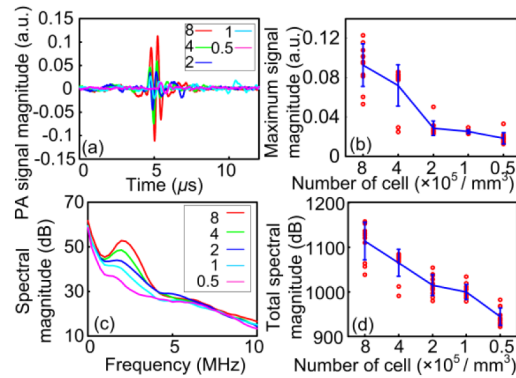 PA signal magnitude (a.u.)
0.15
0.1
0.05
0
-0.05
-0.1
-0.15
8
4
2
1
0.5
(a)
0 5 10
Time (μs)
Maximum signal
magnitude (a.u.)
0.12
0.08
0.04
0
(b)
8 4 2 1 0.5
Number of cell (×10⁵ / mm³)
Spectral
magnitude (dB)
70
50
30
10
8
4
2
1
0.5
(c)
0 5 10
Frequency (MHz)
Total spectral
magnitude (dB)
1200
1100
1000
900
(d)
8 4 2 1 0.5
Number of cell (×10⁵ / mm³)